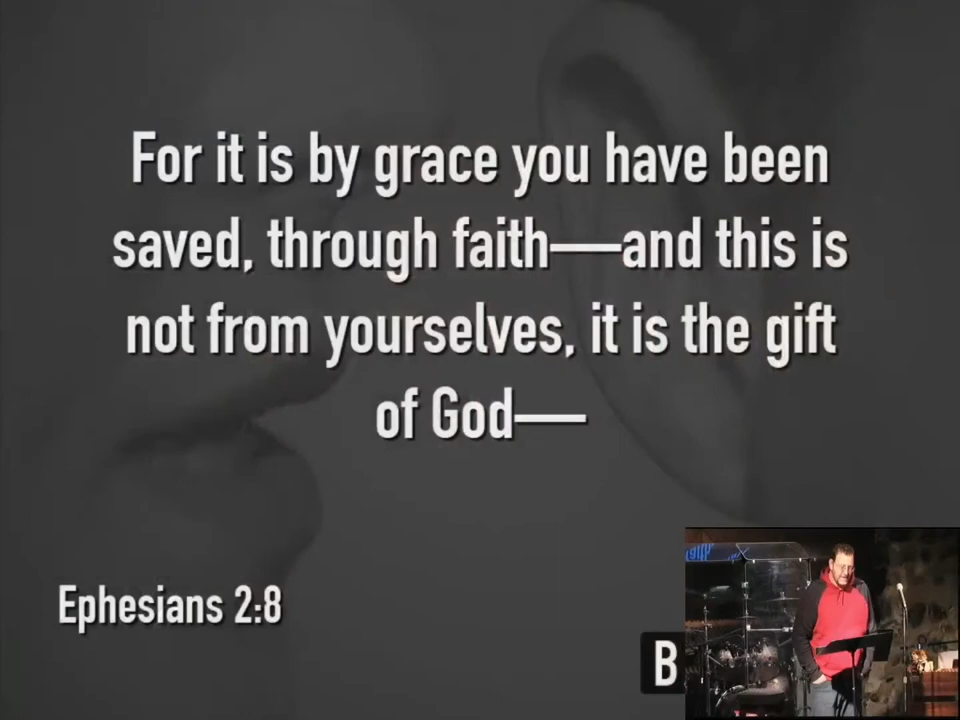 For it is by grace you have been
saved, through faith—and this is
not from yourselves, it is the gift
of God—
Ephesians 2:8
B